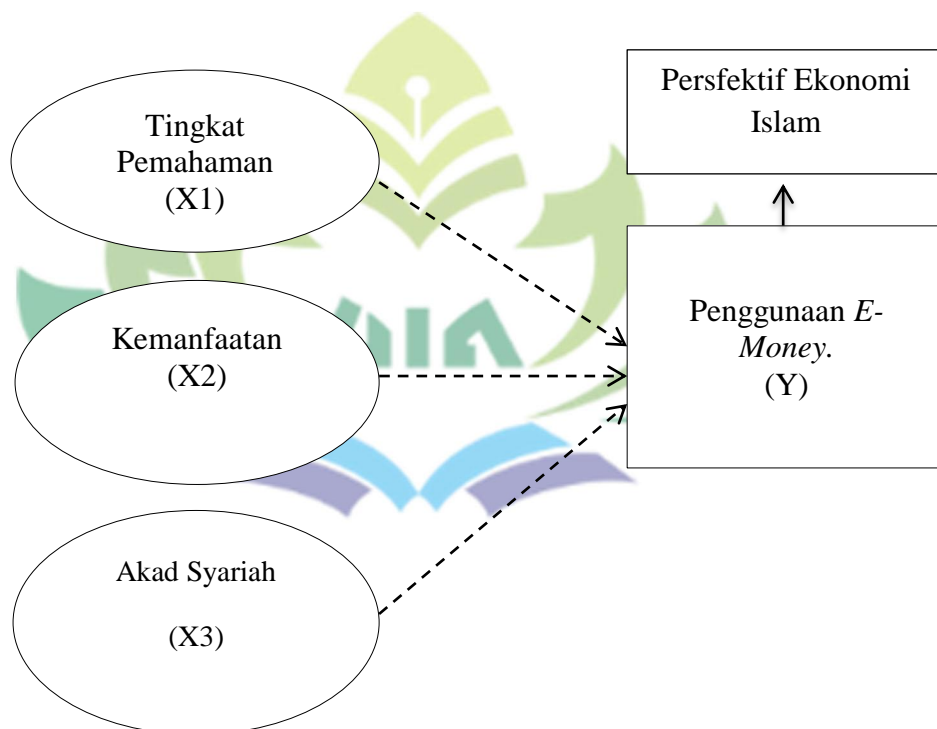 Tingkat
Pemahaman
(X1)
Kemanfaatan
(X2)
Akad Syariah
(X3)
Persfektif Ekonomi
Islam
Penggunaan E-
Money.
(Y)